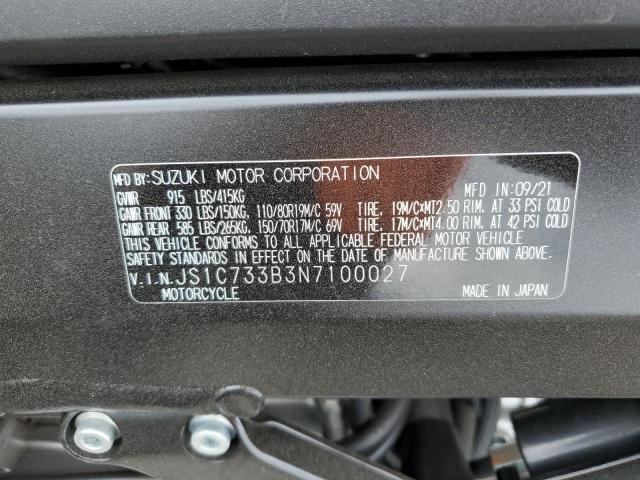 MFD BY:SUZUKI MOTOR CORPORATION MFD IN:09/21
GVWR 915 LBS/415KG
GAWR FRONT 330 LBS/150KG, 110/80R19M/C 59V TIRE, 19M/C×MT2.50 RIM, AT 33 PSI COLD
GAWR REAR 585 LBS/265KG, 150/70R17M/C 69V TIRE, 17M/C×MT4.00 RIM, AT 42 PSI COLD
THIS VEHICLE CONFORMS TO ALL APPLICABLE FEDERAL MOTOR VEHICLE
SAFETY STANDARDS IN EFFECT ON THE DATE OF MANUFACTURE SHOWN ABOVE.
V.I.N.JS1C733B3N7100027
MOTORCYCLE MADE IN JAPAN